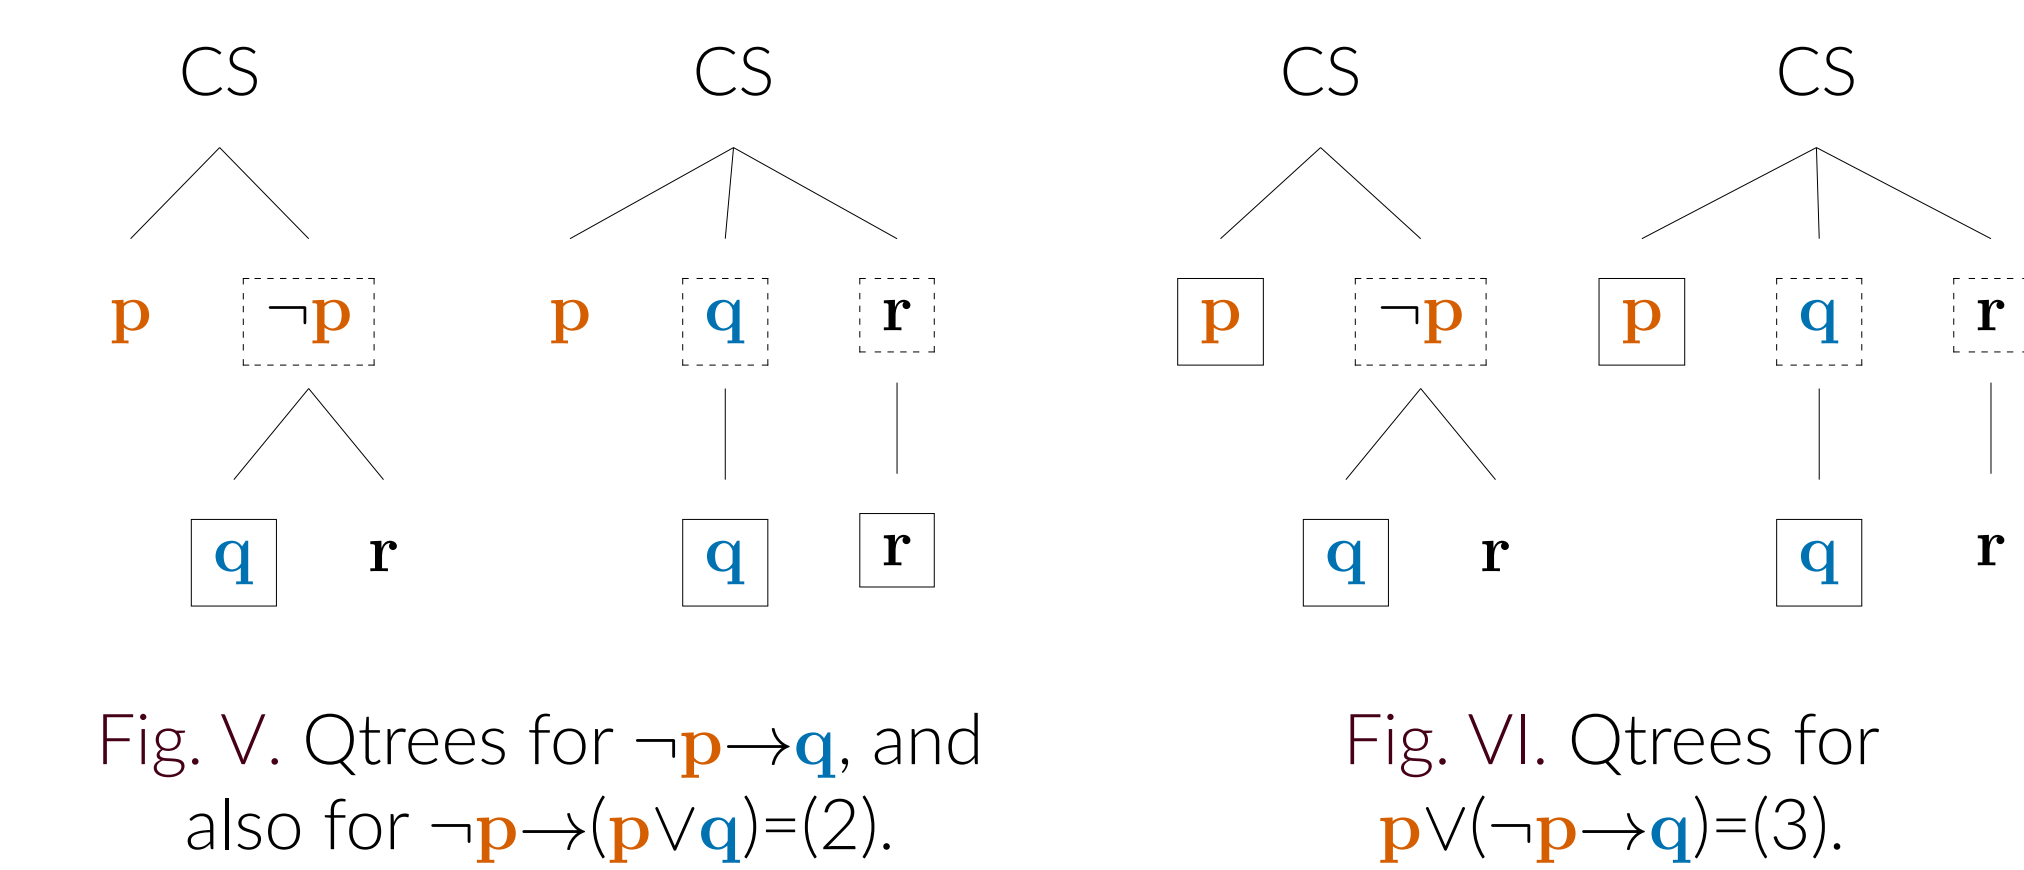 CS CS CS CS
p ¬p p q r p ¬p p q r
q r q r q r q r
Fig. V. Qtrees for ¬p→q, and
also for ¬p→(p∨q)=(2).
Fig. VI. Qtrees for
p∨(¬p→q)=(3).